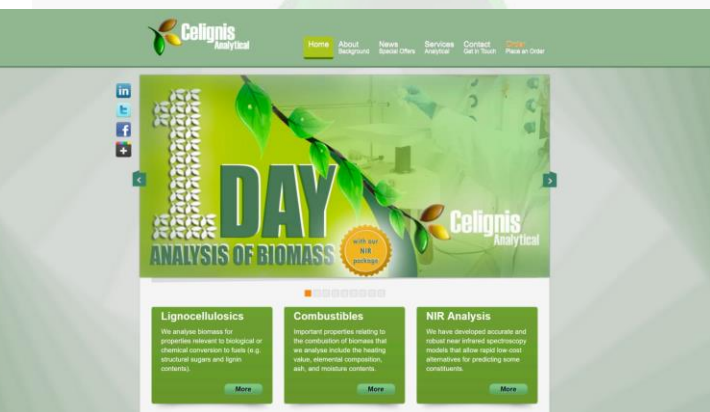 Celignis
Analytical
Home About News Services Contact Order
Background Special Offers Analytical Get in Touch Place an Order
in
t
f
+
1 DAY
ANALYSIS OF BIOMASS
with our
NIR
package
Celignis
Analytical
Lignocellulosics
We analyse biomass for
properties relevant to biological or
chemical conversion to fuels (e.g.
structural sugars and lignin
contents).
More
Combustibles
Important properties relating to
the combustion of biomass that
we analyse include the heating
value, elemental composition,
ash, and moisture contents.
More
NIR Analysis
We have developed accurate and
robust near infrared spectroscopy
models that allow rapid low-cost
alternatives for predicting some
constituents.
More